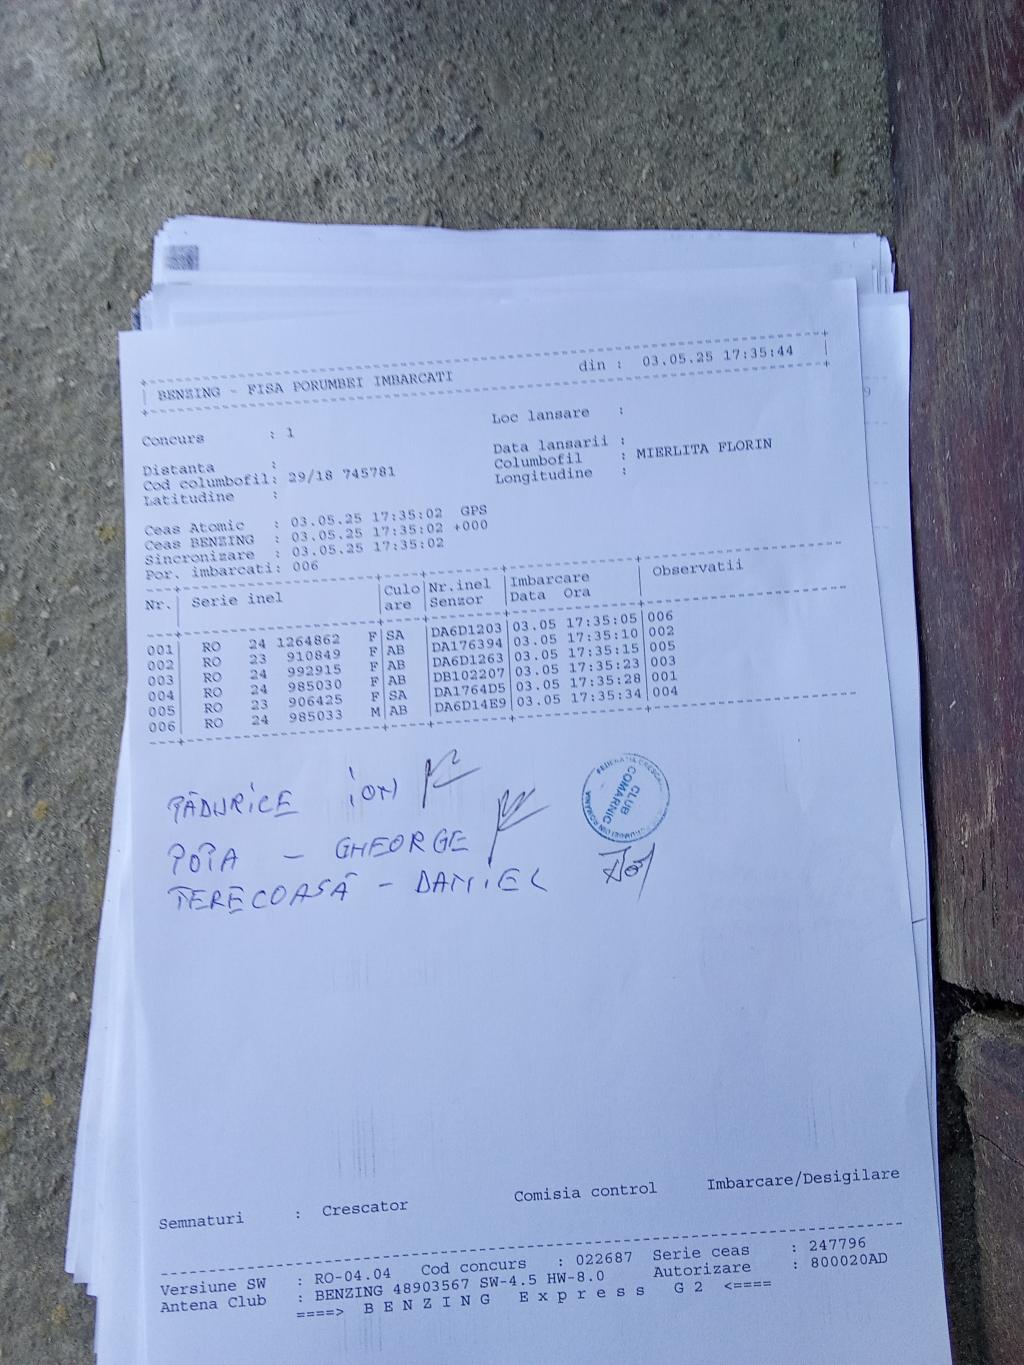 BENZING - FISA PORUMBEI IMBARCATI din : 03.05.25 17:35:44
Concurs : 1 Loc lansare :
Distanta : Data lansarii :
Cod columbofil: 29/18 745781 Columbofil : MIERLITA FLORIN
Latitudine : Longitudine :
Ceas Atomic : 03.05.25 17:35:02 GPS
Ceas BENZING : 03.05.25 17:35:02 +000
Sincronizare : 03.05.25 17:35:02
Por. imbarcati: 006
Nr. Serie inel Culo Nr.inel Imbarcare Observatii
are Senzor Data Ora
001 RO 24 1264862 F SA DA6D1203 03.05 17:35:05 006
002 RO 23 910849 F AB DA176394 03.05 17:35:10 002
003 RO 24 992915 F AB DA6D1263 03.05 17:35:15 005
004 RO 24 985030 F AB DB102207 03.05 17:35:23 003
005 RO 23 906425 F SA DA1764D5 03.05 17:35:28 001
006 RO 24 985033 M AB DA6D14E9 03.05 17:35:34 004
PĂDURICE ION
POPA - GHEORGE
TERECOASĂ - DANIEL
CLUB
COMARNIC
Semnaturi : Crescator Comisia control Imbarcare/Desigilare
Versiune SW : RO-04.04 Cod concurs : 022687 Serie ceas : 247796
Antena Club : BENZING 48903567 SW-4.5 HW-8.0 Autorizare : 800020AD
====> B E N Z I N G E x p r e s s G 2 <====